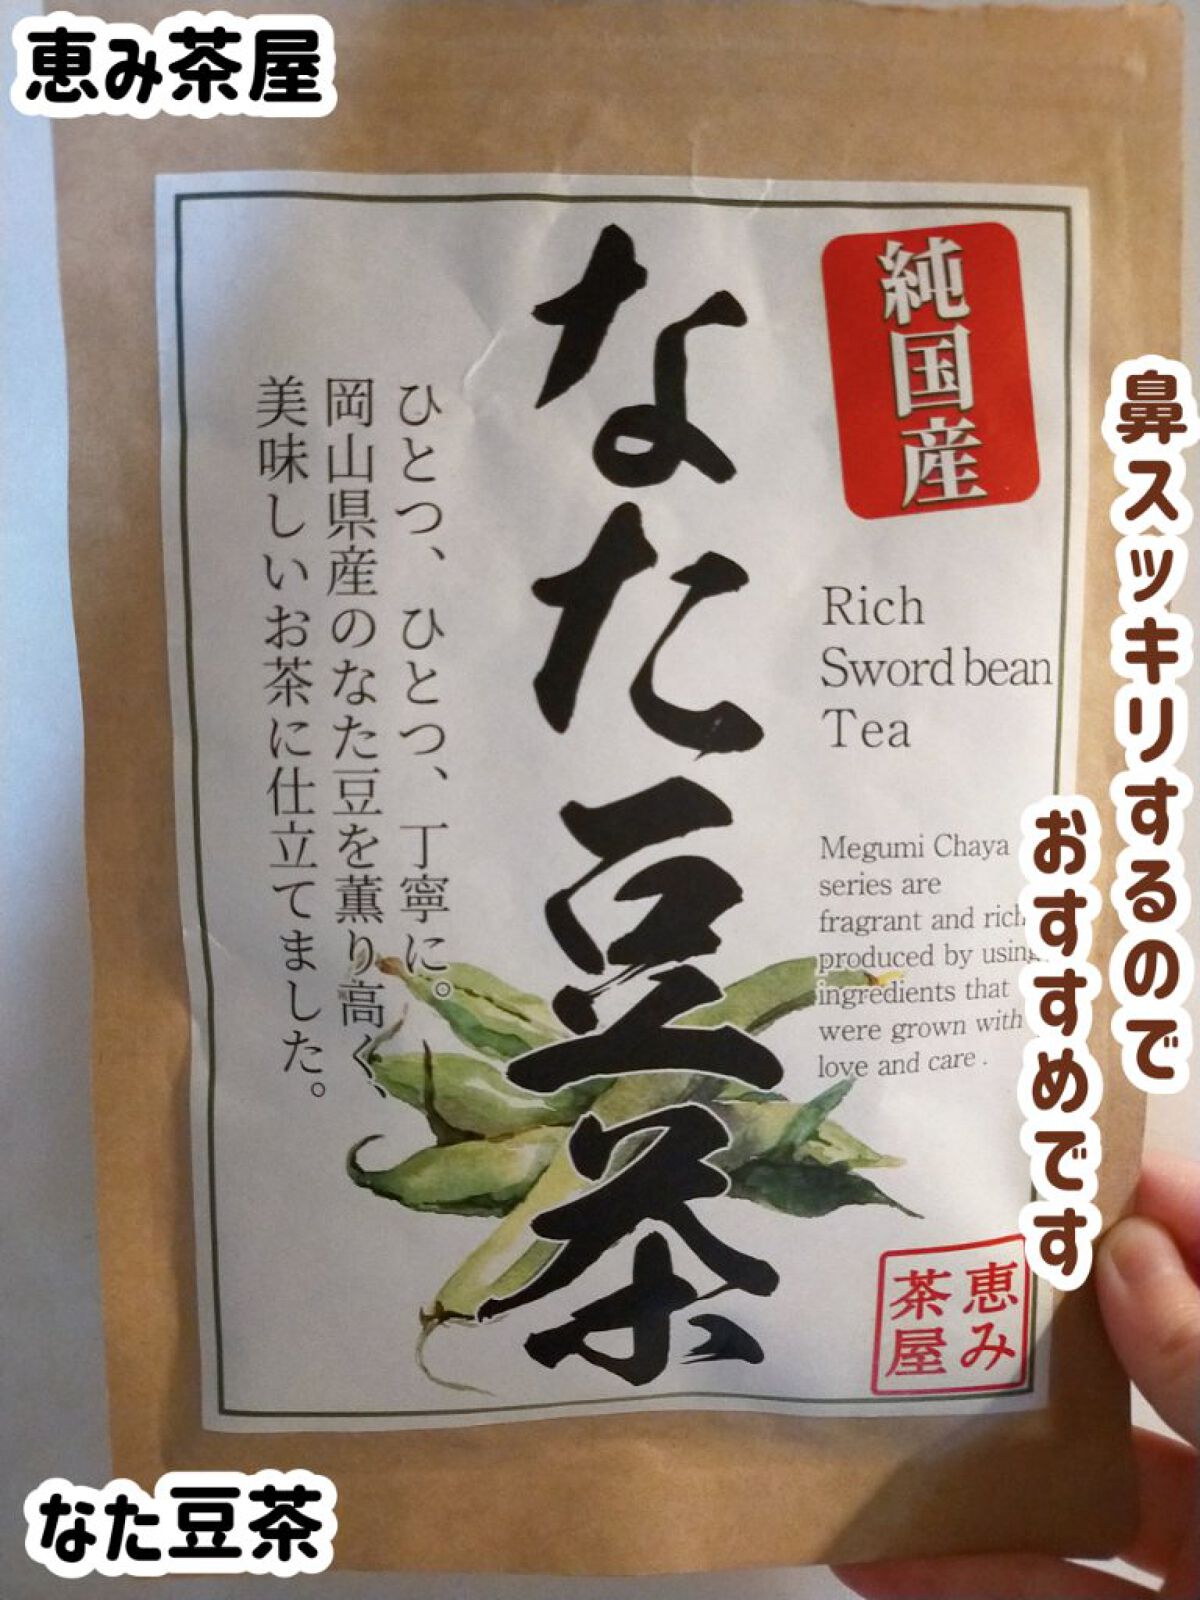 恵み茶屋
純国産
なた豆茶
Rich
Sword bean
Tea
Megumi Chaya
series are
fragrant and rich
produced by using
ingredients that
were grown with
love and care .
ひとつ、ひとつ、丁寧に。
岡山県産のなた豆を薫り高く、
美味しいお茶に仕立てました。
恵み
茶屋
鼻スッキリするので
おすすめです
なた豆茶